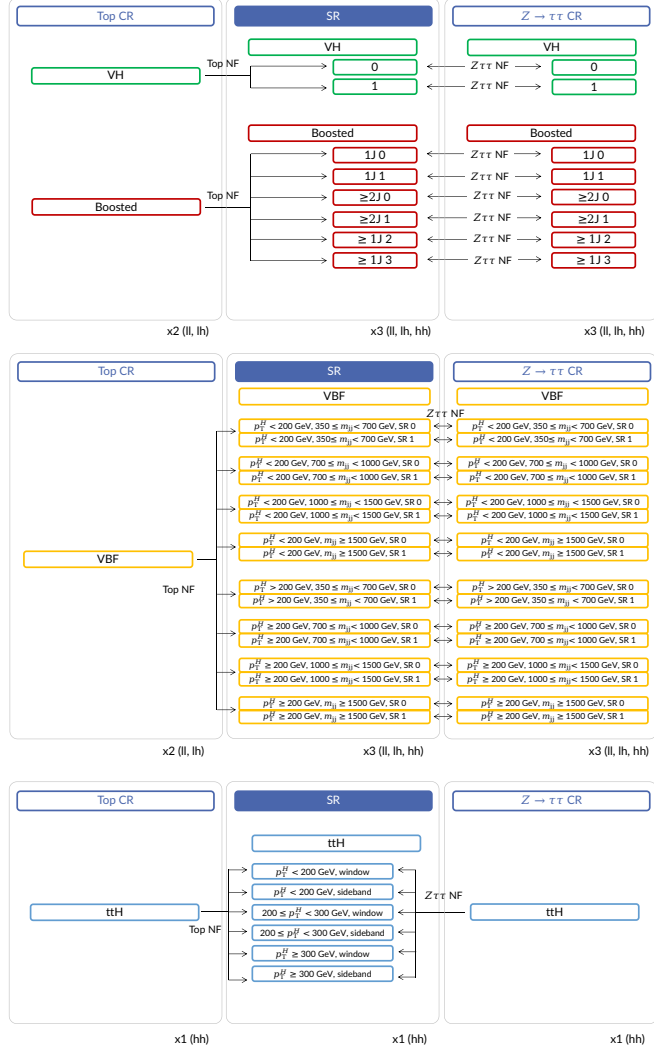 Top CR
SR
Z → ττ CR
VH
VH
VH
Top NF
0
Zττ NF
0
1
Zττ NF
1
Boosted
Boosted
Boosted
Top NF
1J 0
Zττ NF
1J 0
1J 1
Zττ NF
1J 1
≥2J 0
Zττ NF
≥2J 0
≥2J 1
Zττ NF
≥2J 1
≥ 1J 2
Zττ NF
≥ 1J 2
≥ 1J 3
Zττ NF
≥ 1J 3
x2 (ll, lh)
x3 (ll, lh, hh)
x3 (ll, lh, hh)
Top CR
SR
Z → ττ CR
VBF
VBF
Zττ NF
p_T^H < 200 GeV, 350 ≤ m_jj < 700 GeV, SR 0
p_T^H < 200 GeV, 350 ≤ m_jj < 700 GeV, SR 0
p_T^H < 200 GeV, 350≤ m_jj < 700 GeV, SR 1
p_T^H < 200 GeV, 350≤ m_jj < 700 GeV, SR 1
p_T^H < 200 GeV, 700 ≤ m_jj < 1000 GeV, SR 0
p_T^H < 200 GeV, 700 ≤ m_jj < 1000 GeV, SR 0
p_T^H < 200 GeV, 700 ≤ m_jj < 1000 GeV, SR 1
p_T^H < 200 GeV, 700 ≤ m_jj < 1000 GeV, SR 1
p_T^H < 200 GeV, 1000 ≤ m_jj < 1500 GeV, SR 0
p_T^H < 200 GeV, 1000 ≤ m_jj < 1500 GeV, SR 0
p_T^H < 200 GeV, 1000 ≤ m_jj < 1500 GeV, SR 1
p_T^H < 200 GeV, 1000 ≤ m_jj < 1500 GeV, SR 1
p_T^H < 200 GeV, m_jj ≥ 1500 GeV, SR 0
p_T^H < 200 GeV, m_jj ≥ 1500 GeV, SR 0
p_T^H < 200 GeV, m_jj ≥ 1500 GeV, SR 1
p_T^H < 200 GeV, m_jj ≥ 1500 GeV, SR 1
VBF
Top NF
p_T^H > 200 GeV, 350 ≤ m_jj < 700 GeV, SR 0
p_T^H > 200 GeV, 350 ≤ m_jj < 700 GeV, SR 0
p_T^H > 200 GeV, 350 ≤ m_jj < 700 GeV, SR 1
p_T^H > 200 GeV, 350 ≤ m_jj < 700 GeV, SR 1
p_T^H ≥ 200 GeV, 700 ≤ m_jj < 1000 GeV, SR 0
p_T^H ≥ 200 GeV, 700 ≤ m_jj < 1000 GeV, SR 0
p_T^H ≥ 200 GeV, 700 ≤ m_jj < 1000 GeV, SR 1
p_T^H ≥ 200 GeV, 700 ≤ m_jj < 1000 GeV, SR 1
p_T^H ≥ 200 GeV, 1000 ≤ m_jj < 1500 GeV, SR 0
p_T^H ≥ 200 GeV, 1000 ≤ m_jj < 1500 GeV, SR 0
p_T^H ≥ 200 GeV, 1000 ≤ m_jj < 1500 GeV, SR 1
p_T^H ≥ 200 GeV, 1000 ≤ m_jj < 1500 GeV, SR 1
p_T^H ≥ 200 GeV, m_jj ≥ 1500 GeV, SR 0
p_T^H ≥ 200 GeV, m_jj ≥ 1500 GeV, SR 0
p_T^H ≥ 200 GeV, m_jj ≥ 1500 GeV, SR 1
p_T^H ≥ 200 GeV, m_jj ≥ 1500 GeV, SR 1
x2 (ll, lh)
x3 (ll, lh, hh)
x3 (ll, lh, hh)
Top CR
SR
Z → ττ CR
ttH
p_T^H < 200 GeV, window
p_T^H < 200 GeV, sideband
Zττ NF
ttH
200 ≤ p_T^H < 300 GeV, window
ttH
Top NF
200 ≤ p_T^H < 300 GeV, sideband
p_T^H ≥ 300 GeV, window
p_T^H ≥ 300 GeV, sideband
x1 (hh)
x1 (hh)
x1 (hh)